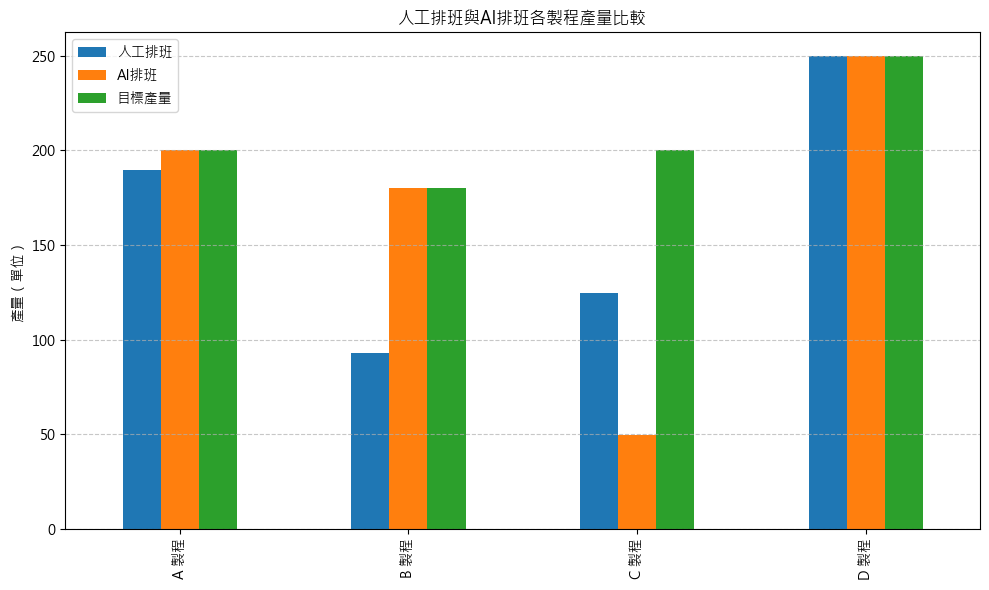 人工排班與AI排班各製程產量比較
人工排班
AI排班
目標產量
產量（單位）
250
200
150
100
50
0
A 製程
B 製程
C 製程
D 製程